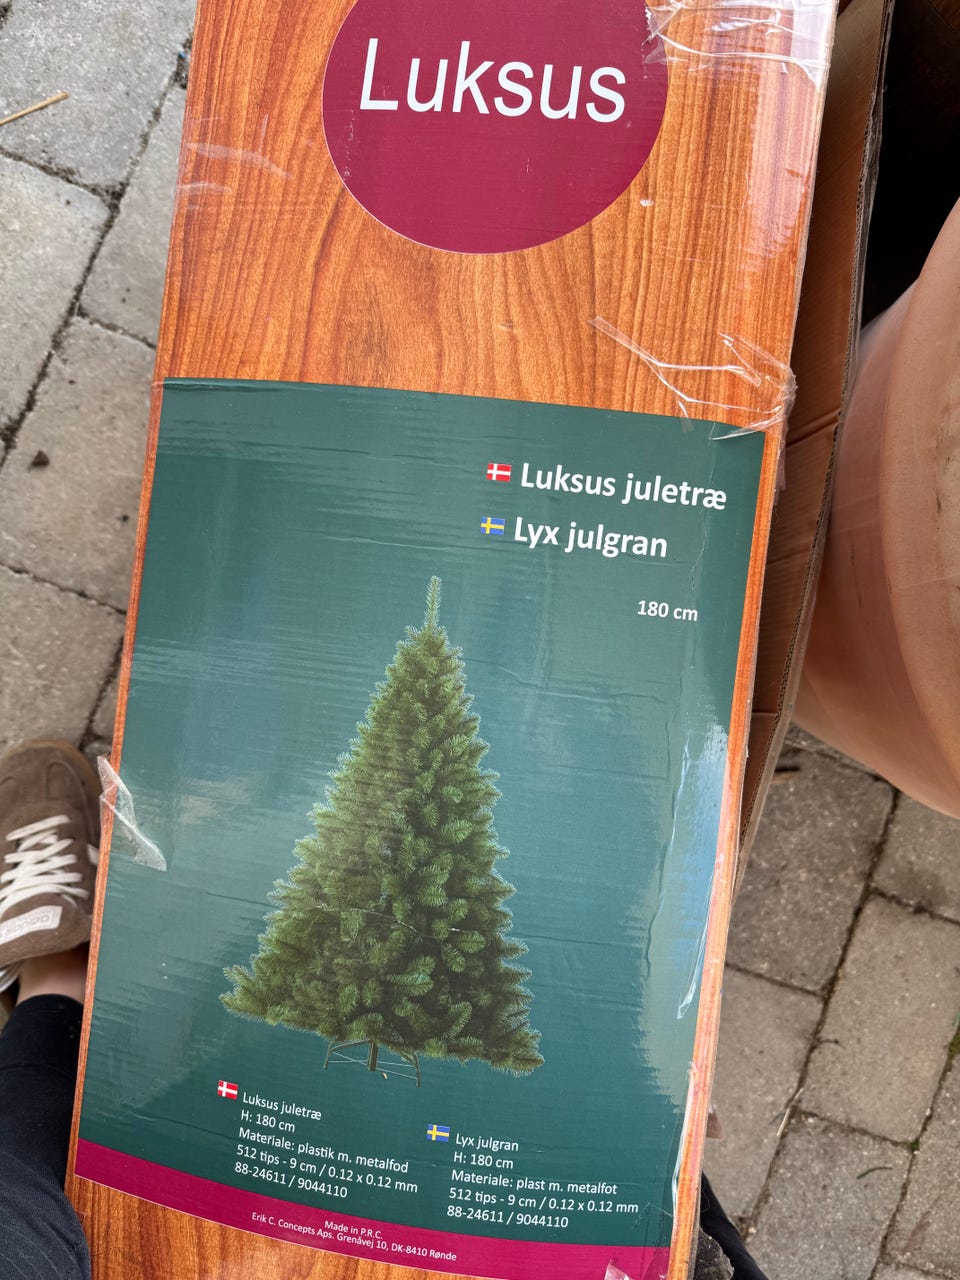 Luksus
Luksus juletræ
Lyx julgran
180 cm
Luksus juletræ
H: 180 cm
Materiale: plastik m. metalfod
512 tips - 9 cm / 0.12 x 0.12 mm
88-24611 / 9044110
Lyx julgran
H: 180 cm
Materiale: plast m. metalfot
512 tips - 9 cm / 0.12 x 0.12 mm
88-24611 / 9044110
Made in P.R.C.
Erik C. Concepts Aps. Grenåvej 10, DK-8410 Rønde